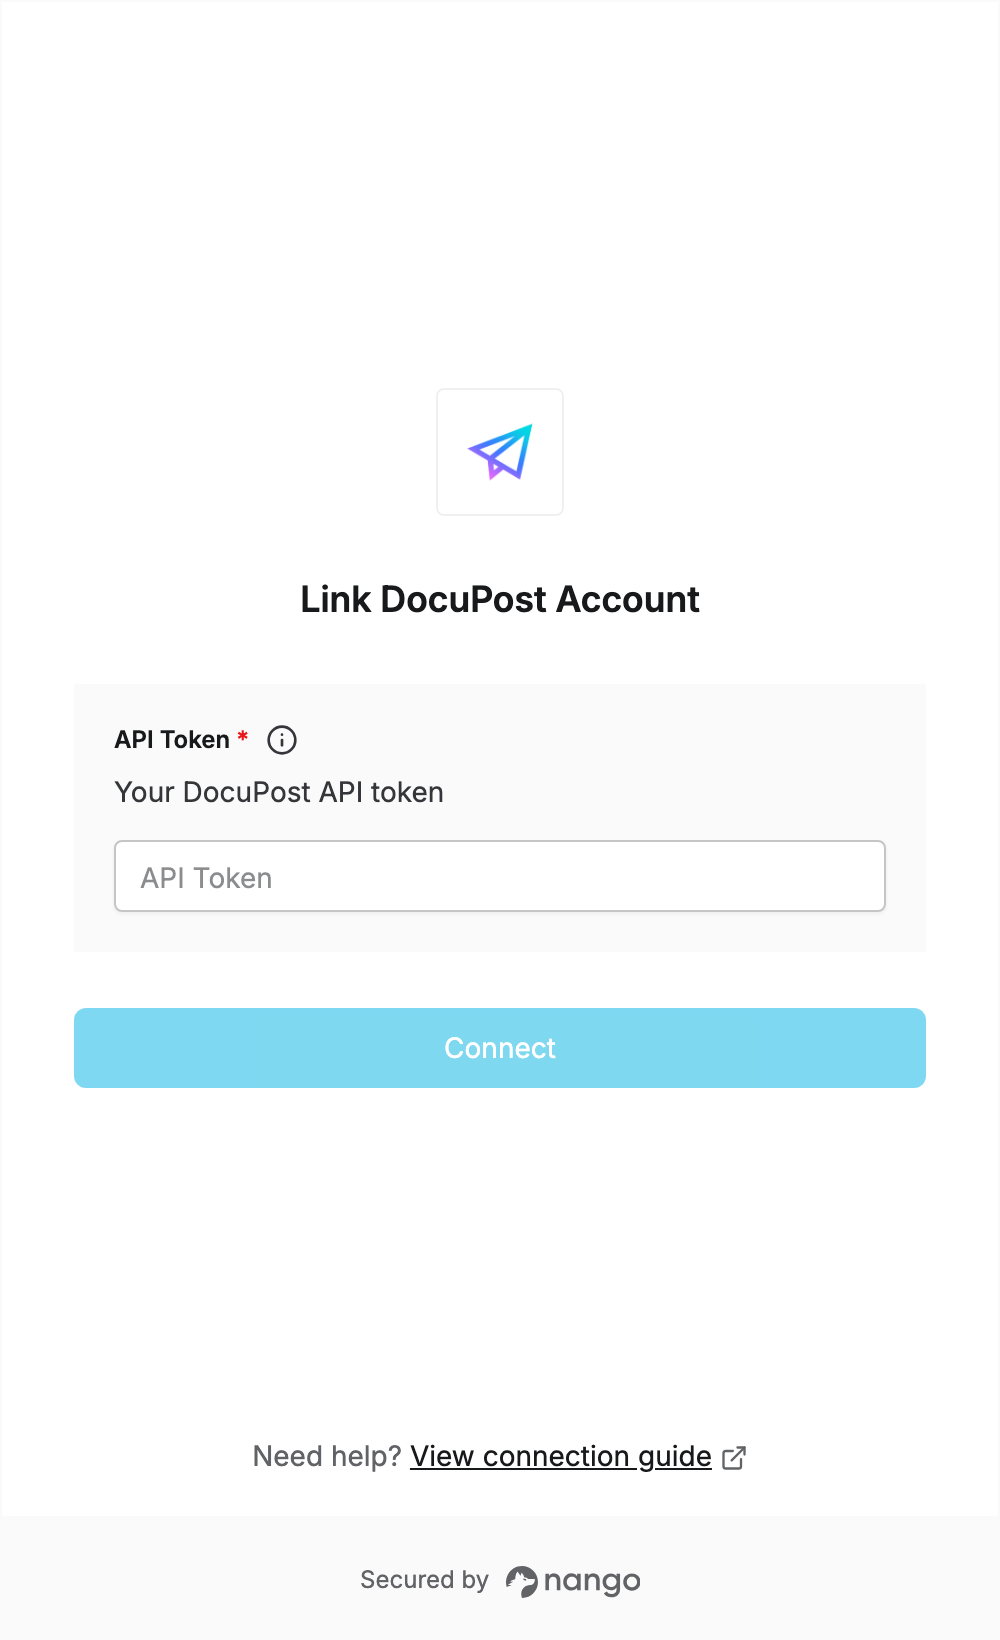 Link DocuPost Account
API Token *
Your DocuPost API token
API Token
Connect
Need help? View connection guide
Secured by nango